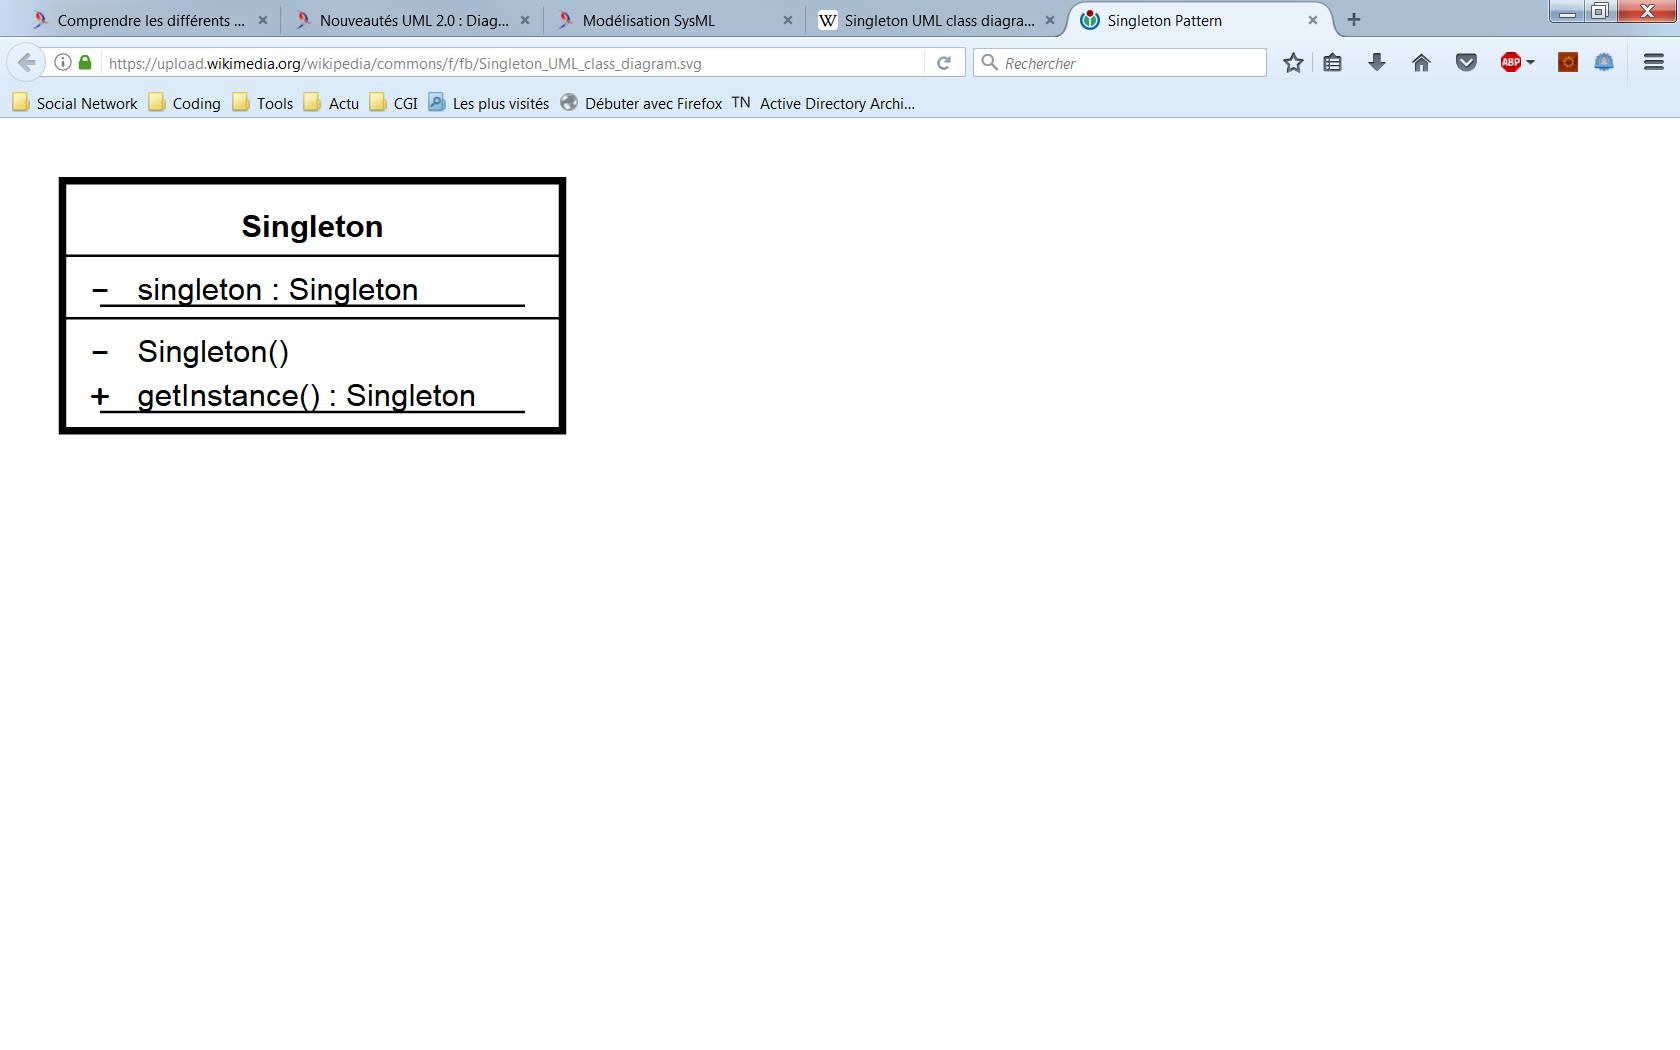 Comprendre les différents ...
Nouveautés UML 2.0 : Diag...
Modélisation SysML
W Singleton UML class diagra...
Singleton Pattern
https://upload.wikimedia.org/wikipedia/commons/f/fb/Singleton_UML_class_diagram.svg
Rechercher
ABP
Social Network
Coding
Tools
Actu
CGI
Les plus visités
Débuter avec Firefox
TN Active Directory Archi...
Singleton
- singleton : Singleton
- Singleton()
+ getInstance() : Singleton